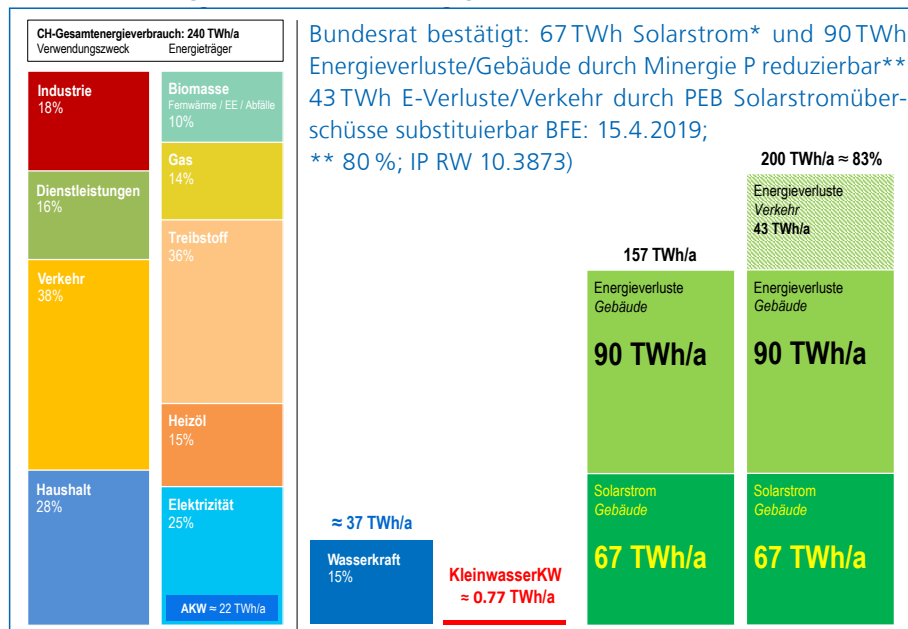 CH-Gesamtenergieverbrauch: 240 TWh/a
Verwendungszweck Energieträger
Industrie
18%
Dienstleistungen
16%
Verkehr
38%
Haushalt
28%
Biomasse
Fernwärme / EE / Abfälle
10%
Gas
14%
Treibstoff
36%
Heizöl
15%
Elektrizität
25%
AKW ≈ 22 TWh/a
Bundesrat bestätigt: 67 TWh Solarstrom* und 90 TWh
Energieverluste/Gebäude durch Minergie P reduzierbar**
43 TWh E-Verluste/Verkehr durch PEB Solarstromüber-
schüsse substituierbar BFE: 15.4.2019;
** 80 %; IP RW 10.3873)
≈ 37 TWh/a
Wasserkraft
15%
KleinwasserKW
≈ 0.77 TWh/a
157 TWh/a
Energieverluste
Gebäude
90 TWh/a
Solarstrom
Gebäude
67 TWh/a
200 TWh/a ≈ 83%
Energieverluste
Verkehr
43 TWh/a
Energieverluste
Gebäude
90 TWh/a
Solarstrom
Gebäude
67 TWh/a